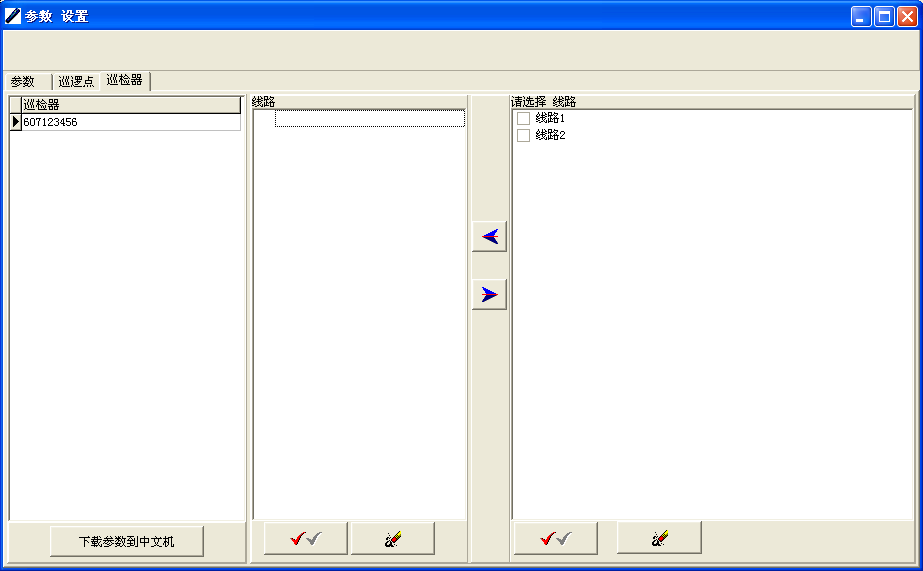 参数 设置
参数
巡逻点
巡检器
巡检器
607123456
线路
请选择 线路
线路1
线路2
下载参数到中文机